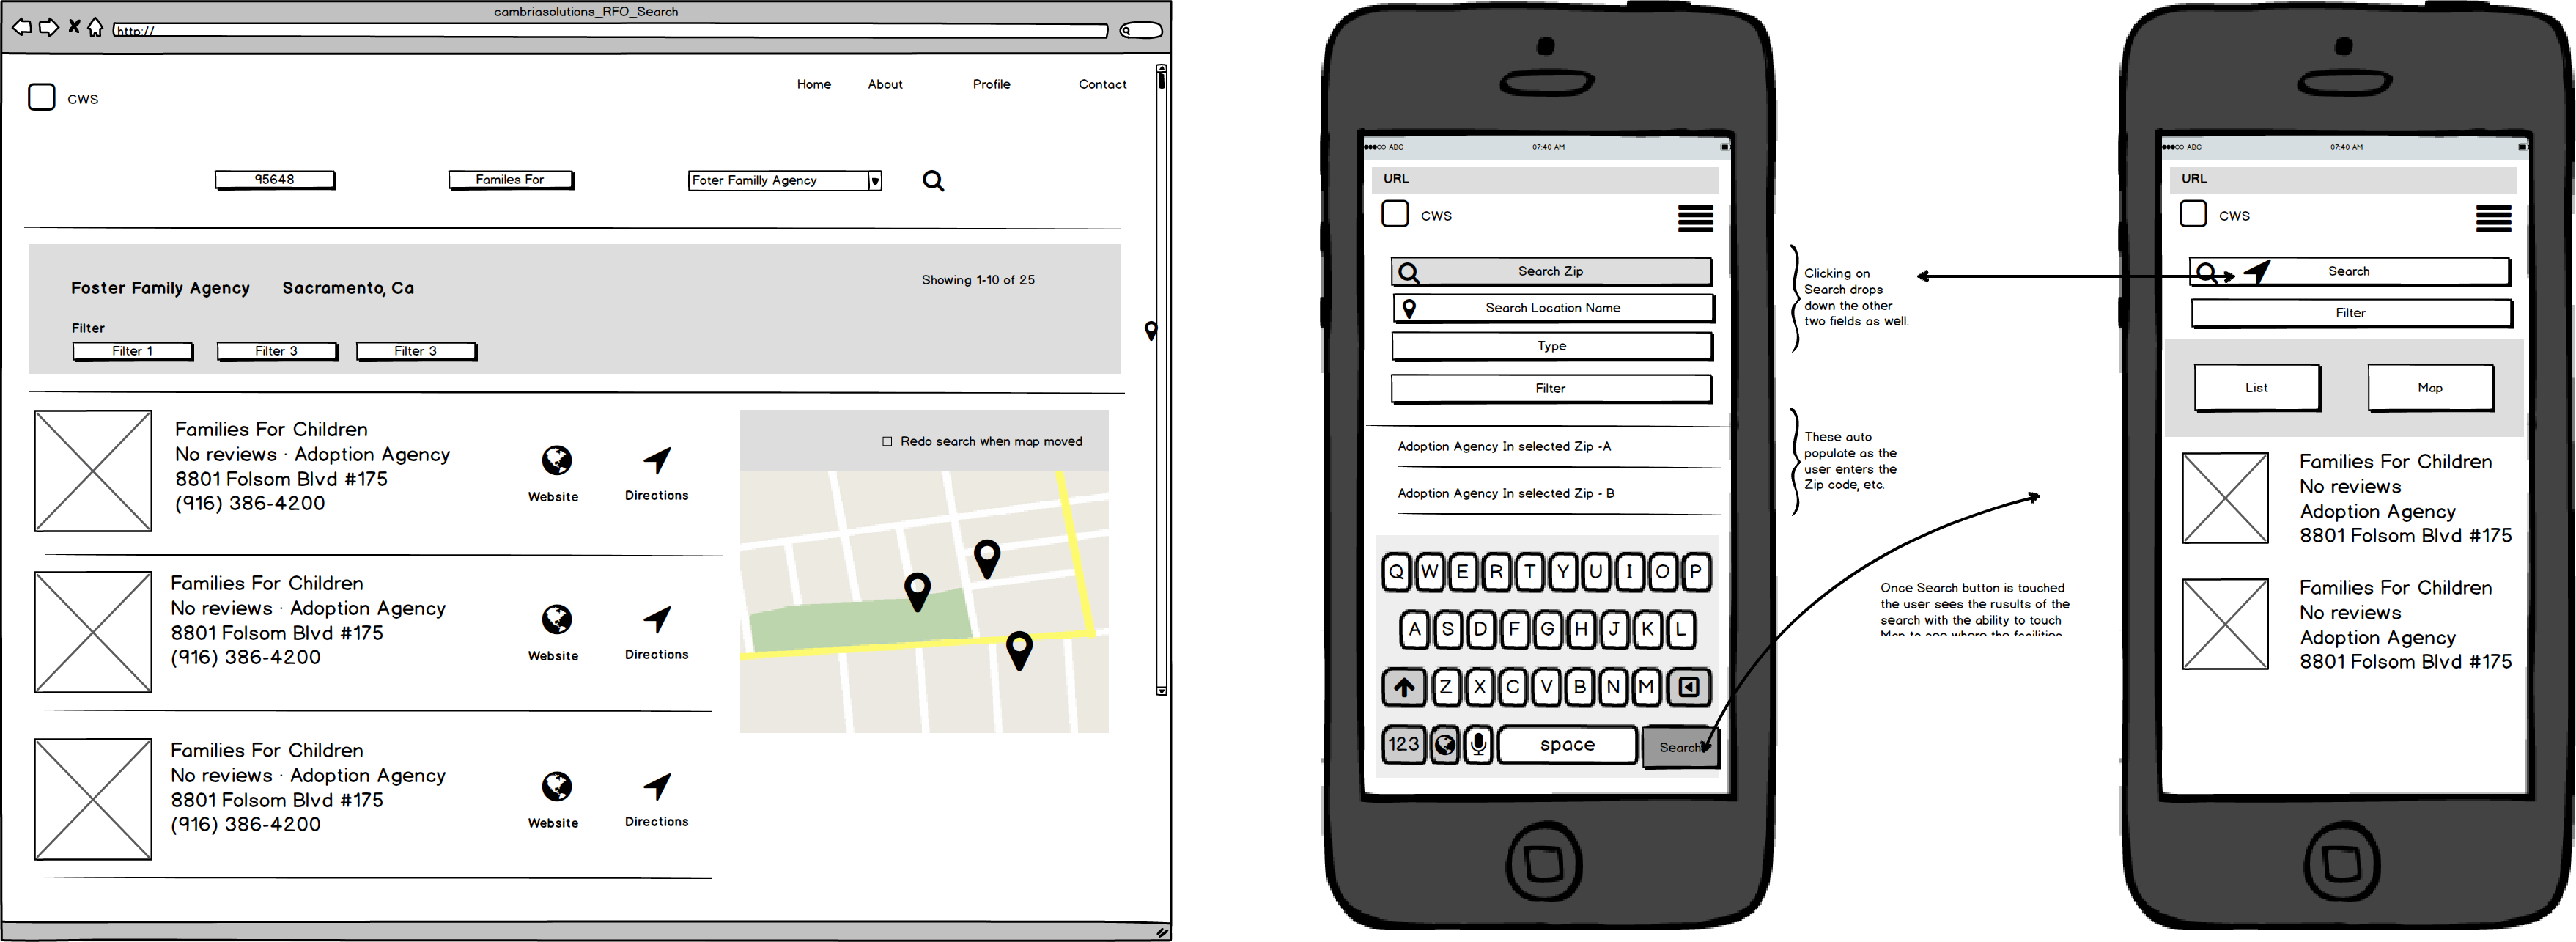 cambriasolutions_RFO_Search
http://
CWS
Home About Profile Contact
95648
Familes For
Foter Familly Agency
Foster Family Agency Sacramento, Ca
Showing 1-10 of 25
Filter
Filter 1
Filter 3
Filter 3
Families For Children
No reviews · Adoption Agency
8801 Folsom Blvd #175
(916) 386-4200
Website
Directions
Families For Children
No reviews · Adoption Agency
8801 Folsom Blvd #175
(916) 386-4200
Website
Directions
Families For Children
No reviews · Adoption Agency
8801 Folsom Blvd #175
(916) 386-4200
Website
Directions
Redo search when map moved
ABC 07:40 AM
URL
CWS
Search Zip
Search Location Name
Type
Filter
Adoption Agency In selected Zip -A
Adoption Agency In selected Zip - B
Q W E R T Y U I O P
A S D F G H J K L
Z X C V B N M
123 space Search
Clicking on
Search drops
down the other
two fields as well.
These auto
populate as the
user enters the
Zip code, etc.
Once Search button is touched
the user sees the rusults of the
search with the ability to touch
Map to see where the facilities
ABC 07:40 AM
URL
CWS
Search
Filter
List
Map
Families For Children
No reviews
Adoption Agency
8801 Folsom Blvd #175
Families For Children
No reviews
Adoption Agency
8801 Folsom Blvd #175